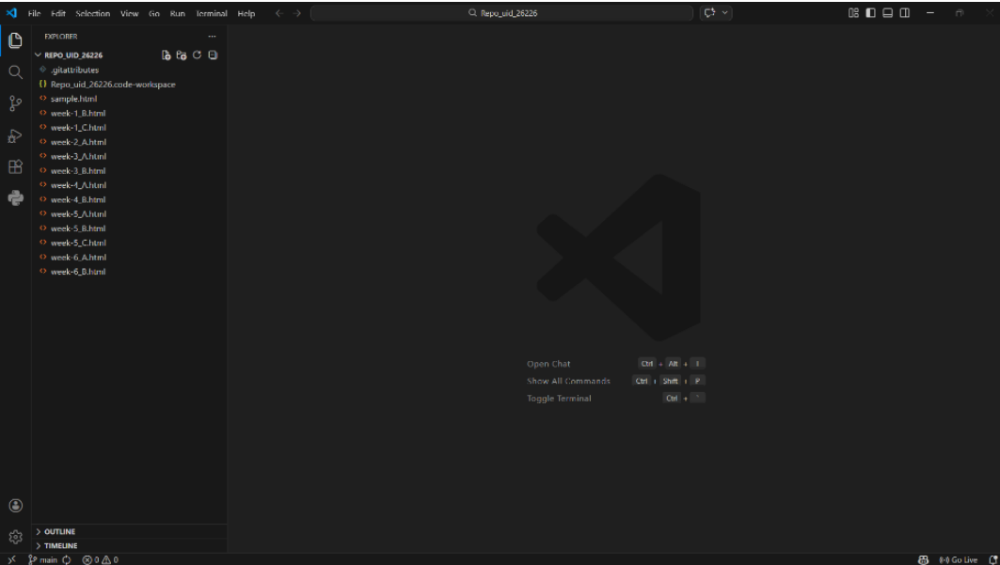 File Edit Selection View Go Run Terminal Help
Repo_uid_26226
EXPLORER
REPO_UID_26226
.gitattributes
Repo_uid_26226.code-workspace
sample.html
week-1_B.html
week-1_C.html
week-2_A.html
week-3_A.html
week-3_B.html
week-4_A.html
week-4_B.html
week-5_A.html
week-5_B.html
week-5_C.html
week-6_A.html
week-6_B.html
Open Chat Ctrl + Alt + I
Show All Commands Ctrl + Shift + P
Toggle Terminal Ctrl + `
OUTLINE
TIMELINE
main 0 0
Go Live